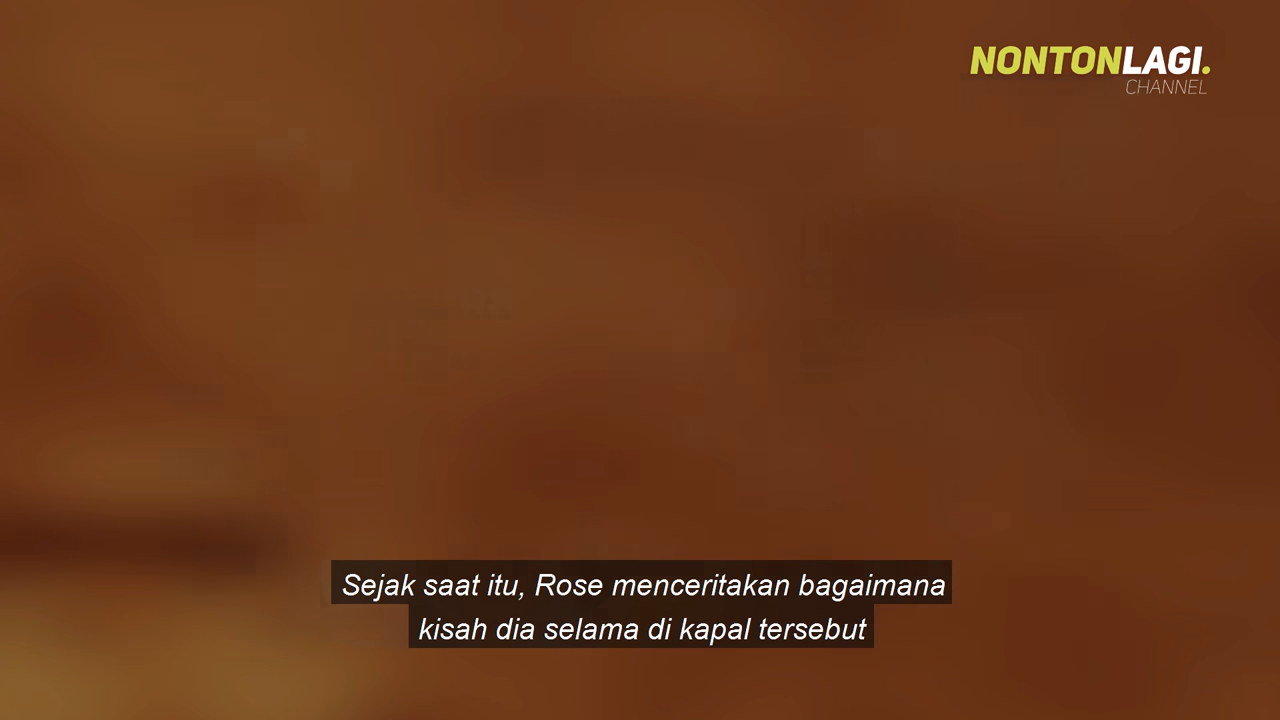 NONTONLAGI.
CHANNEL
Sejak saat itu, Rose menceritakan bagaimana
kisah dia selama di kapal tersebut